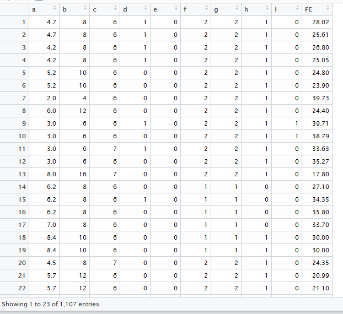 a b c d e f g h i FE
1 4.7 8 6 1 0 2 2 1 0 28.02
2 4.7 8 6 1 0 2 2 1 0 25.61
3 4.2 8 6 1 0 2 2 1 0 26.80
4 4.2 8 6 1 0 2 2 1 0 25.05
5 5.2 10 6 0 0 2 2 1 0 24.80
6 5.2 10 6 0 0 2 2 1 0 23.90
7 2.0 4 6 0 0 2 2 1 0 39.73
8 6.0 12 6 0 0 2 2 1 0 24.40
9 3.0 6 6 1 0 2 2 1 1 39.71
10 3.0 6 6 0 0 2 2 1 1 38.79
11 3.0 6 7 1 0 2 2 1 0 33.63
12 3.0 6 6 0 0 2 2 1 0 35.27
13 8.0 16 7 0 0 2 2 1 0 17.80
14 6.2 8 6 0 0 1 1 0 0 27.10
15 6.2 8 6 1 0 1 1 0 0 34.35
16 6.2 8 6 0 0 1 1 0 0 35.80
17 7.0 8 6 0 0 1 1 0 0 33.70
18 8.4 10 6 0 0 1 1 1 0 30.00
19 8.4 10 6 0 0 1 1 1 0 30.00
20 4.5 8 7 0 0 2 2 1 0 24.35
21 5.7 12 6 0 0 2 2 1 0 20.99
22 5.7 12 6 0 0 2 2 1 0 21.10
Showing 1 to 23 of 1,107 entries